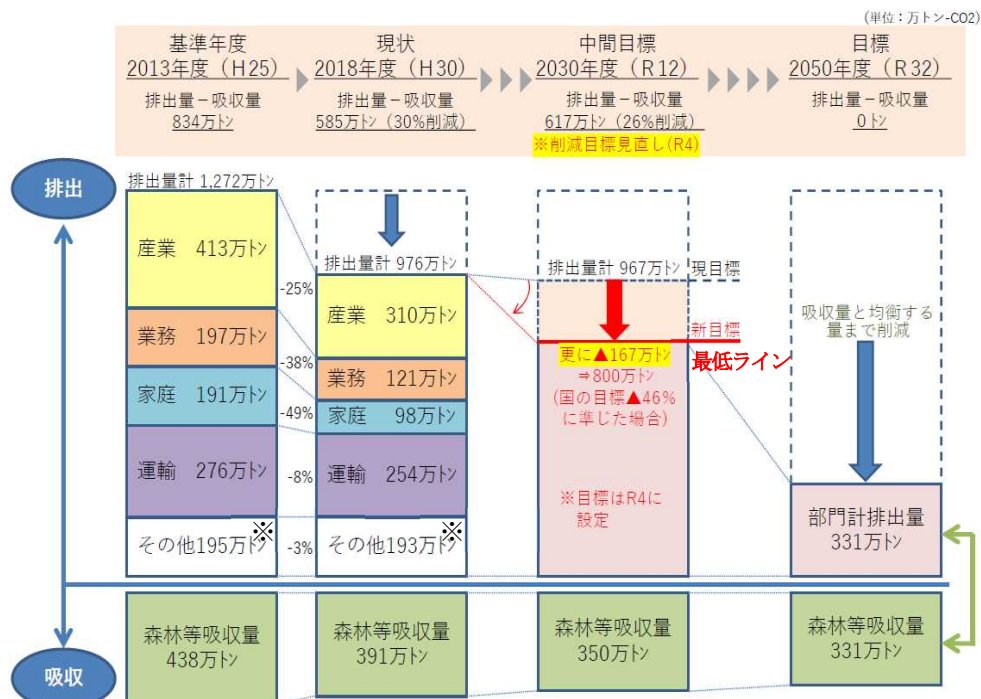 (単位：万トン-CO2)
基準年度
2013年度（H25）
排出量－吸収量
834万トン
現状
2018年度（H30）
排出量－吸収量
585万トン（30%削減）
中間目標
2030年度（R12）
排出量－吸収量
617万トン（26%削減）
※削減目標見直し(R4)
目標
2050年度（R32）
排出量－吸収量
0トン
排出
排出量計 1,272万トン
産業 413万トン
業務 197万トン
家庭 191万トン
運輸 276万トン
その他195万トン※
-25%
-38%
-49%
-8%
-3%
排出量計 976万トン
産業 310万トン
業務 121万トン
家庭 98万トン
運輸 254万トン
その他193万トン※
排出量計 967万トン
現目標
新目標
最低ライン
更に▲167万トン
⇒800万トン
(国の目標▲46%
に準じた場合)
※目標はR4に
設定
吸収量と均衡する
量まで削減
部門計排出量
331万トン
森林等吸収量
438万トン
森林等吸収量
391万トン
森林等吸収量
350万トン
森林等吸収量
331万トン
吸収